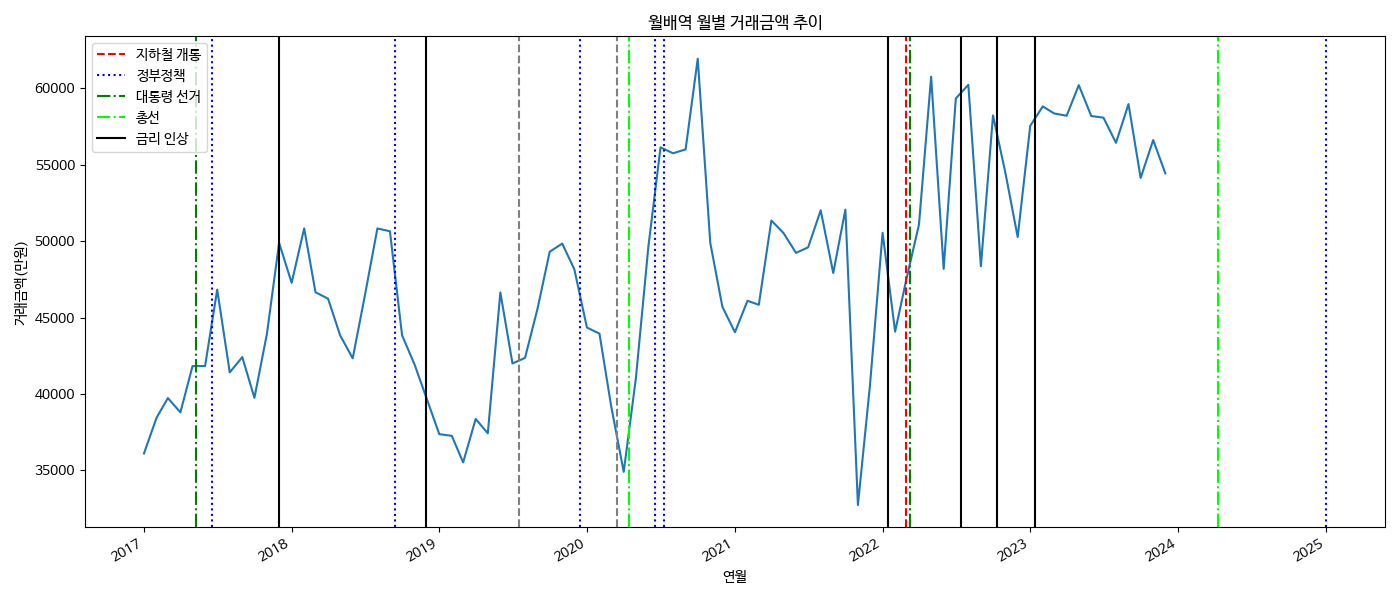 월배역 월별 거래금액 추이
지하철 개통
정부정책
대통령 선거
총선
금리 인상
거래금액(만원)
60000
55000
50000
45000
40000
35000
2017 2018 2019 2020 2021 2022 2023 2024 2025
연월